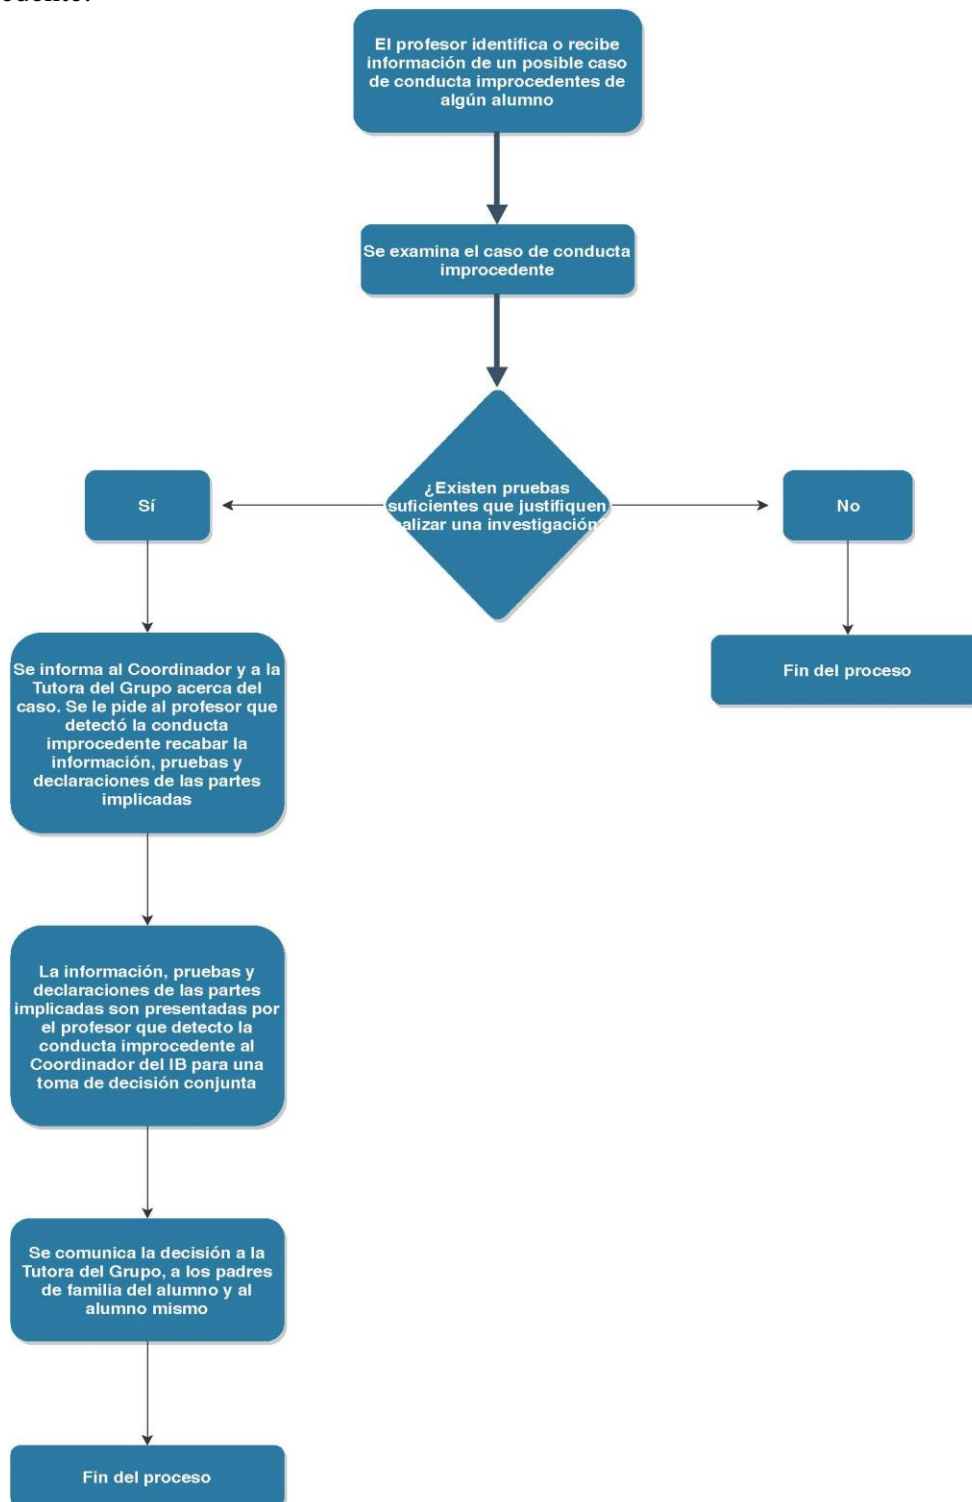 El profesor identifica o recibe
información de un posible caso
de conducta improcedentes de
algún alumno
Se examina el caso de conducta
improcedente
¿Existen pruebas
suficientes que justifiquen
una investigación
Sí
No
Se informa al Coordinador y a la
Tutora del Grupo acerca del
caso. Se le pide al profesor que
detectó la conducta
improcedente recabar la
información, pruebas y
declaraciones de las partes
implicadas
Fin del proceso
La información, pruebas y
declaraciones de las partes
implicadas son presentadas por
el profesor que detecto la
conducta improcedente al
Coordinador del IB para una
toma de decisión conjunta
Se comunica la decisión a la
Tutora del Grupo, a los padres
de familia del alumno y al
alumno mismo
Fin del proceso